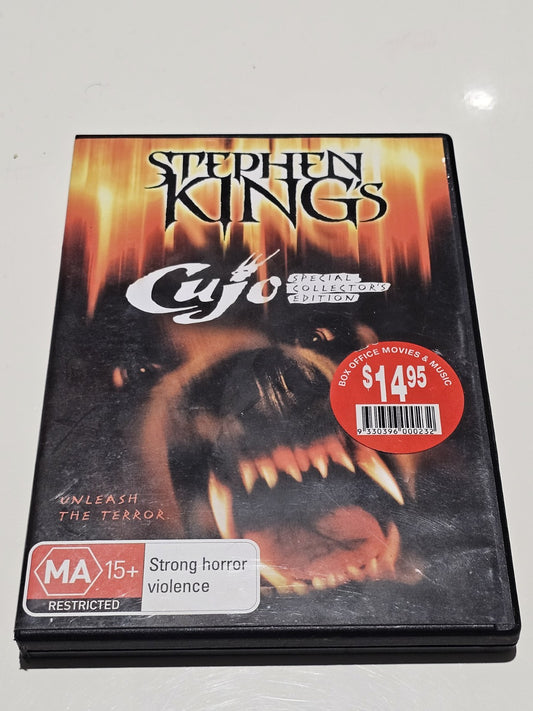 STEPHEN
KING'S
Cujo
SPECIAL
COLLECTOR'S
EDITION
BOX OFFICE MOVIES & MUSIC
$14.95
9 330396 000232
UNLEASH
THE TERROR.
MA 15+
RESTRICTED
Strong horror
violence